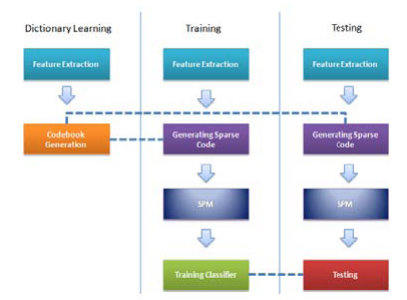 Dictionary Learning
Training
Testing
Feature Extraction
Feature Extraction
Feature Extraction
Codebook
Generation
Generating Sparse
Code
Generating Sparse
Code
SPM
SPM
Training Classifier
Testing